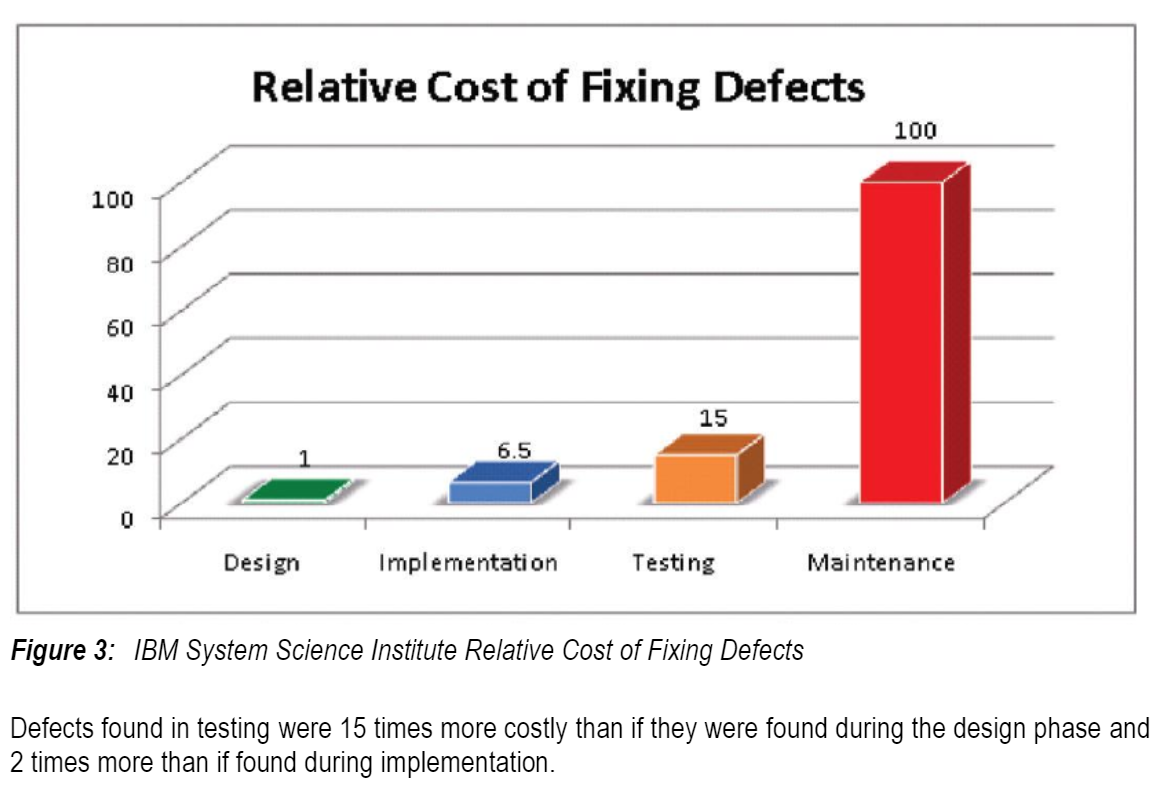 Relative Cost of Fixing Defects
100
100
80
60
40
20
0
1
6.5
15
Design Implementation Testing Maintenance
Figure 3: IBM System Science Institute Relative Cost of Fixing Defects
Defects found in testing were 15 times more costly than if they were found during the design phase and
2 times more than if found during implementation.